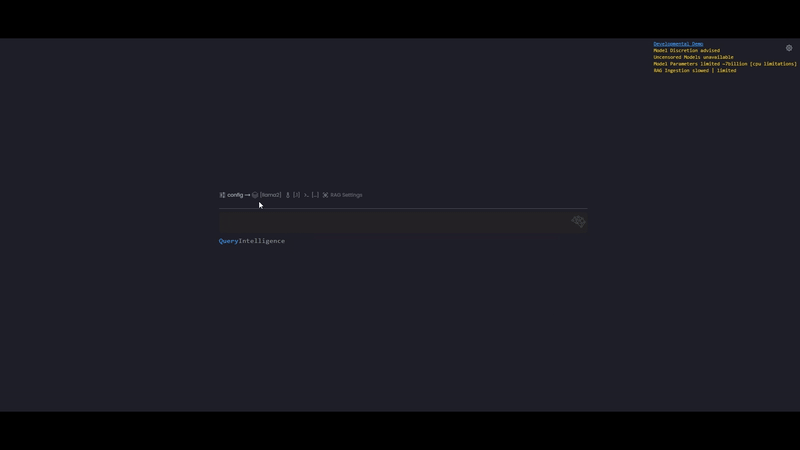 Developmental Demo
Model Discretion advised
Uncensored Models unavailable
Model Parameters limited ~7billion [cpu limitations]
RAG Ingestion slowed | limited
config → [llama2] [.1] >_ [...] RAG Settings
QueryIntelligence